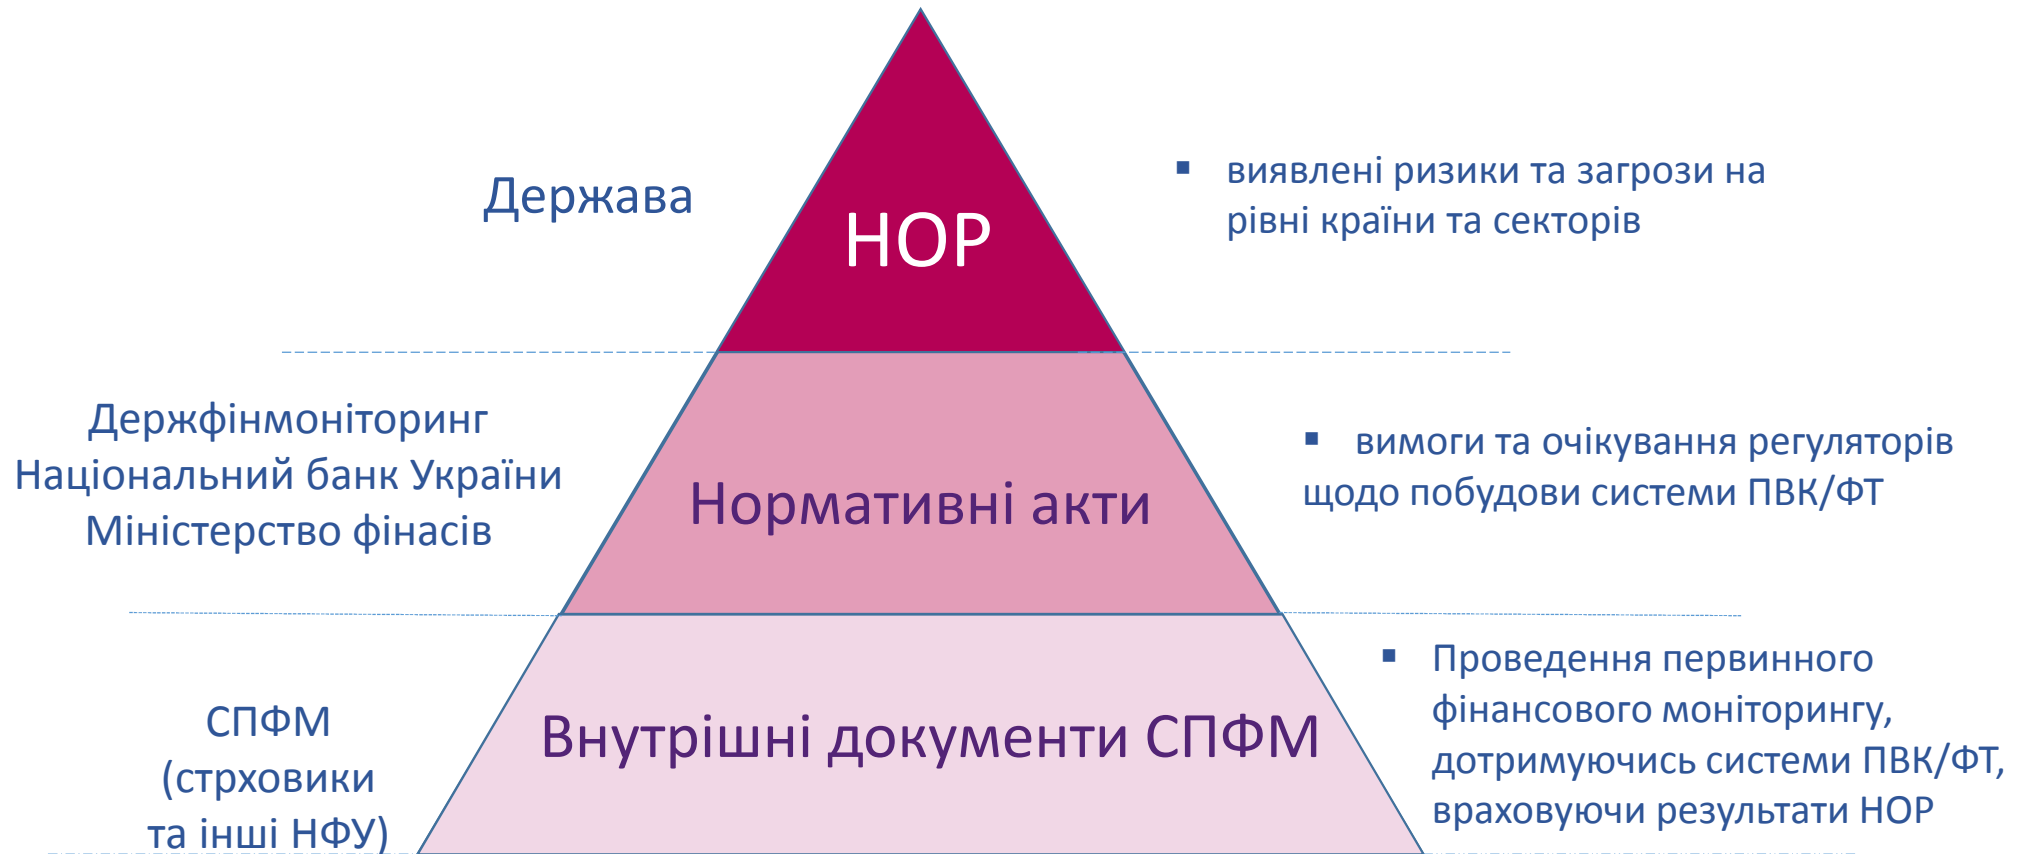 Держава
НОР
▪ виявлені ризики та загрози на
рівні країни та секторів
Держфінмоніторинг
Національний банк України
Міністерство фінасів
Нормативні акти
▪ вимоги та очікування регуляторів
щодо побудови системи ПВК/ФТ
СПФМ
(стрховики
та інші НФУ)
Внутрішні документи СПФМ
▪ Проведення первинного
фінансового моніторингу,
дотримуючись системи ПВК/ФТ,
враховуючи результати НОР